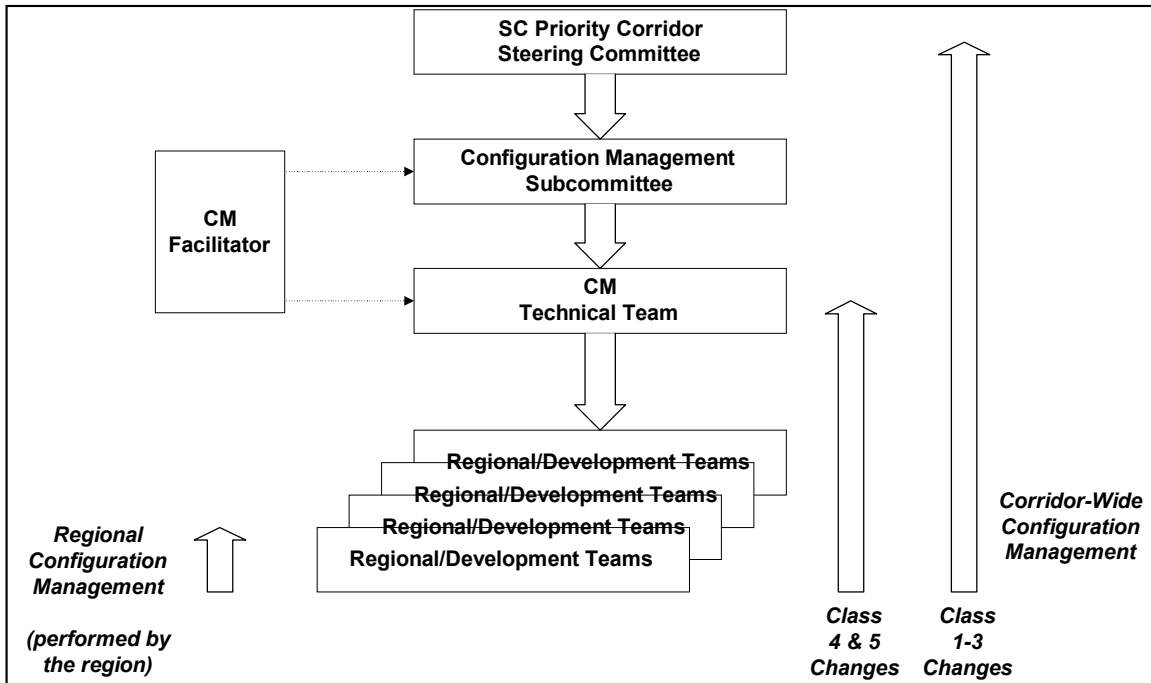 SC Priority Corridor
Steering Committee
Configuration Management
Subcommittee
CM
Facilitator
CM
Technical Team
Regional/Development Teams
Regional/Development Teams
Regional/Development Teams
Regional/Development Teams
Regional
Configuration
Management
(performed by
the region)
Class
4 & 5
Changes
Class
1-3
Changes
Corridor-Wide
Configuration
Management